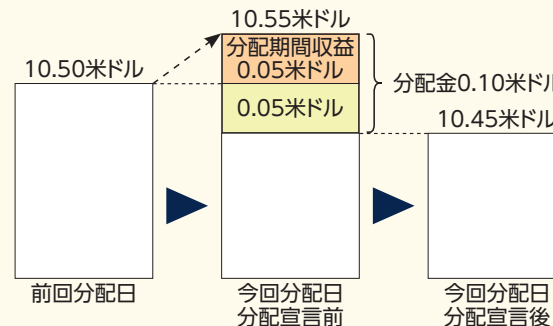 10.55米ドル
10.50米ドル
分配期間収益
0.05米ドル
0.05米ドル
分配金0.10米ドル
10.45米ドル
前回分配日
今回分配日
分配宣言前
今回分配日
分配宣言後